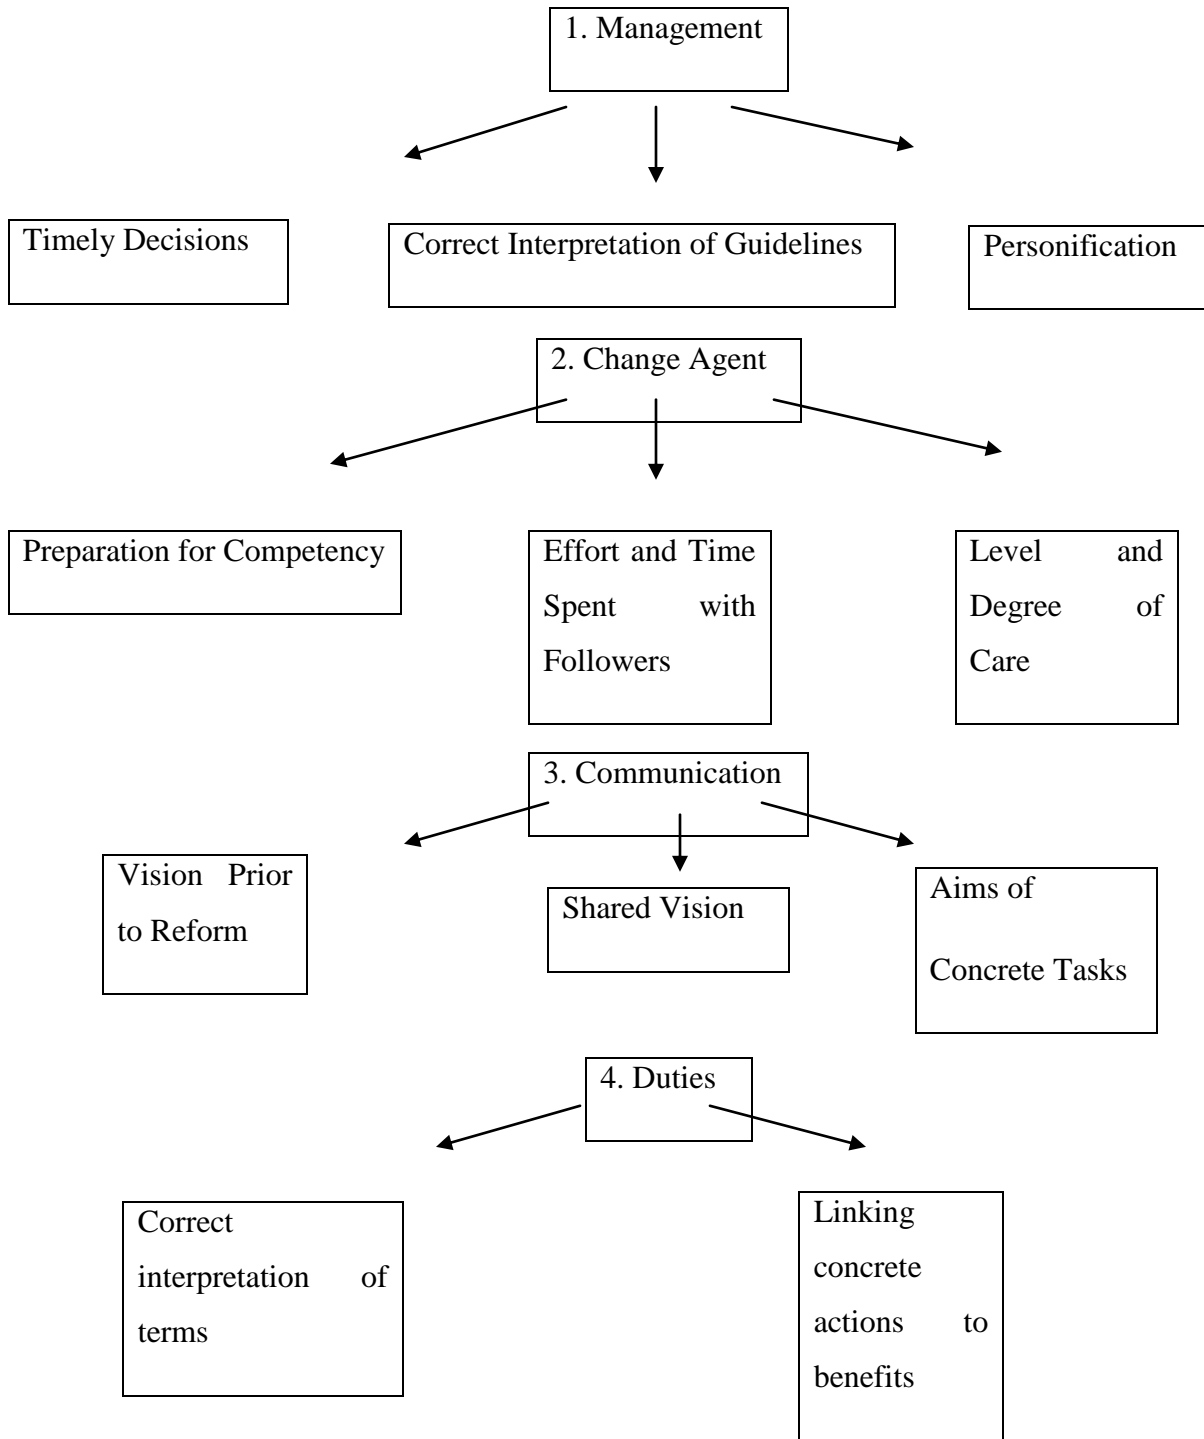 1. Management
Timely Decisions
Correct Interpretation of Guidelines
Personification
2. Change Agent
Preparation for Competency
Effort and Time
Spent with
Followers
Level and
Degree of
Care
3. Communication
Vision Prior
to Reform
Shared Vision
Aims of
Concrete Tasks
4. Duties
Correct
interpretation of
terms
Linking
concrete
actions to
benefits